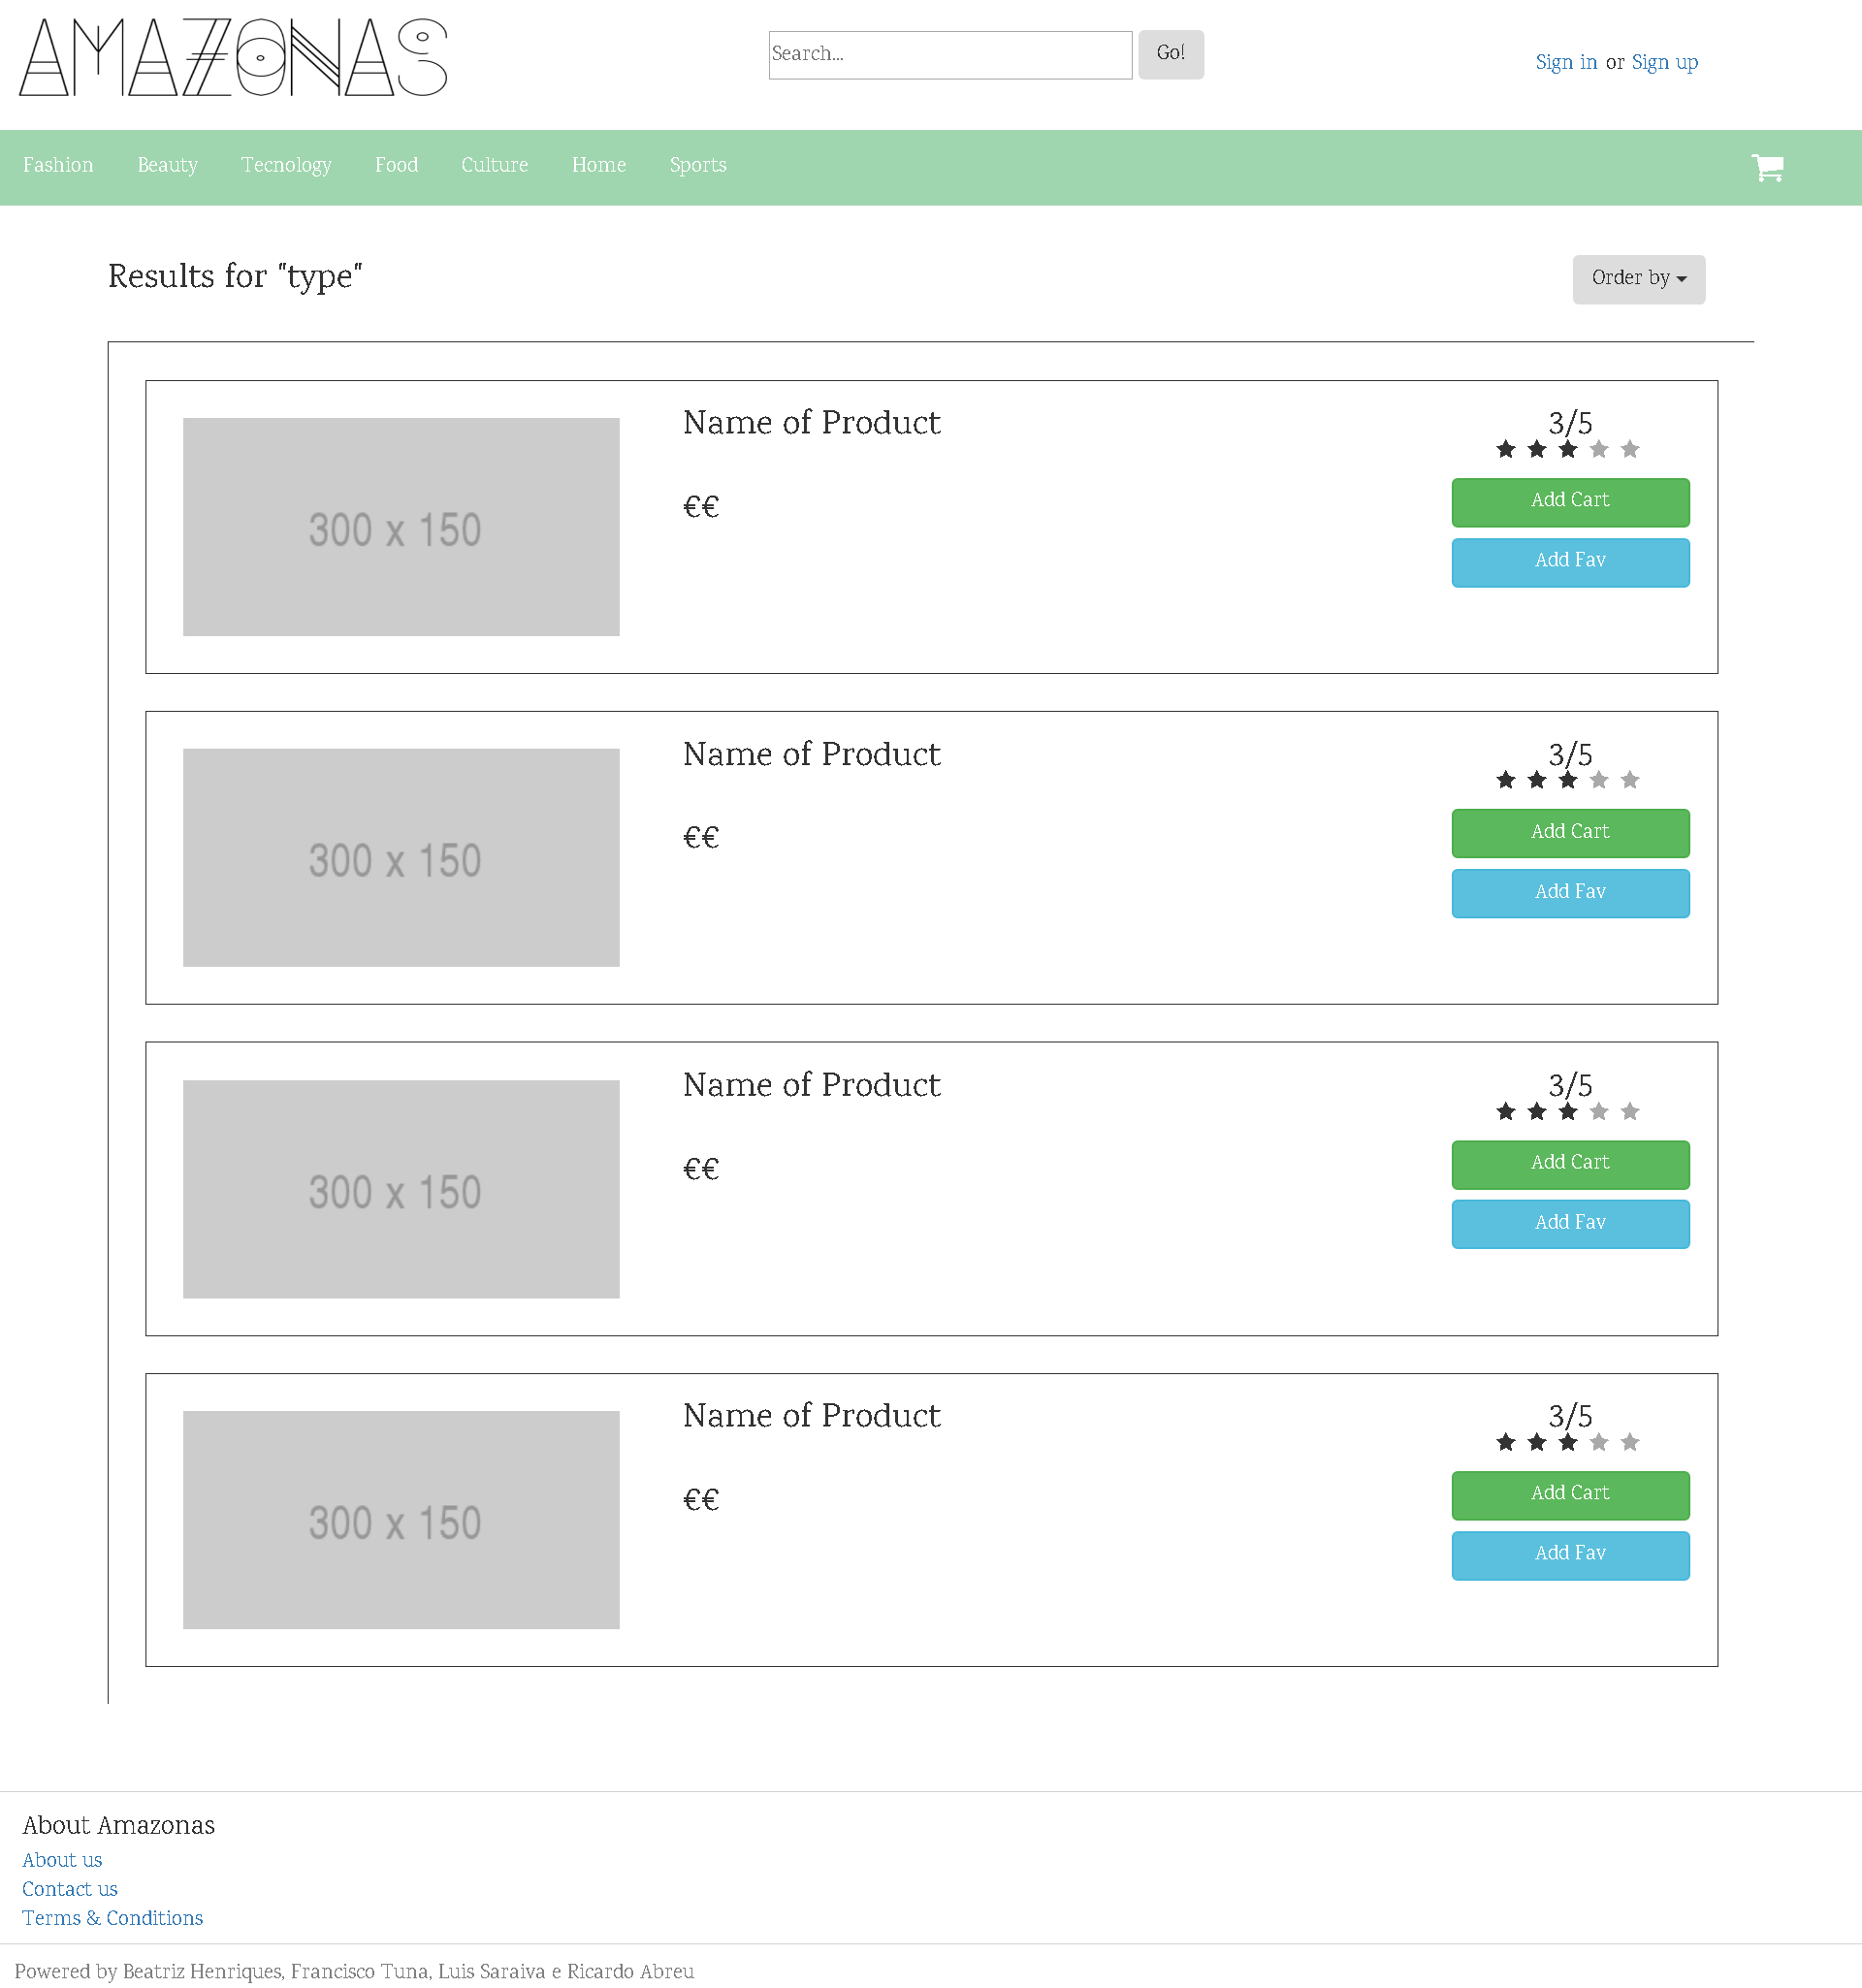 AMAZONAS
Search...
Go!
Sign in or Sign up
Fashion Beauty Tecnology Food Culture Home Sports
Results for "type"
Order by
Name of Product
3/5
300 x 150
€€
Add Cart
Add Fav
Name of Product
3/5
300 x 150
€€
Add Cart
Add Fav
Name of Product
3/5
300 x 150
€€
Add Cart
Add Fav
Name of Product
3/5
300 x 150
€€
Add Cart
Add Fav
About Amazonas
About us
Contact us
Terms & Conditions
Powered by Beatriz Henriques, Francisco Tuna, Luis Saraiva e Ricardo Abreu